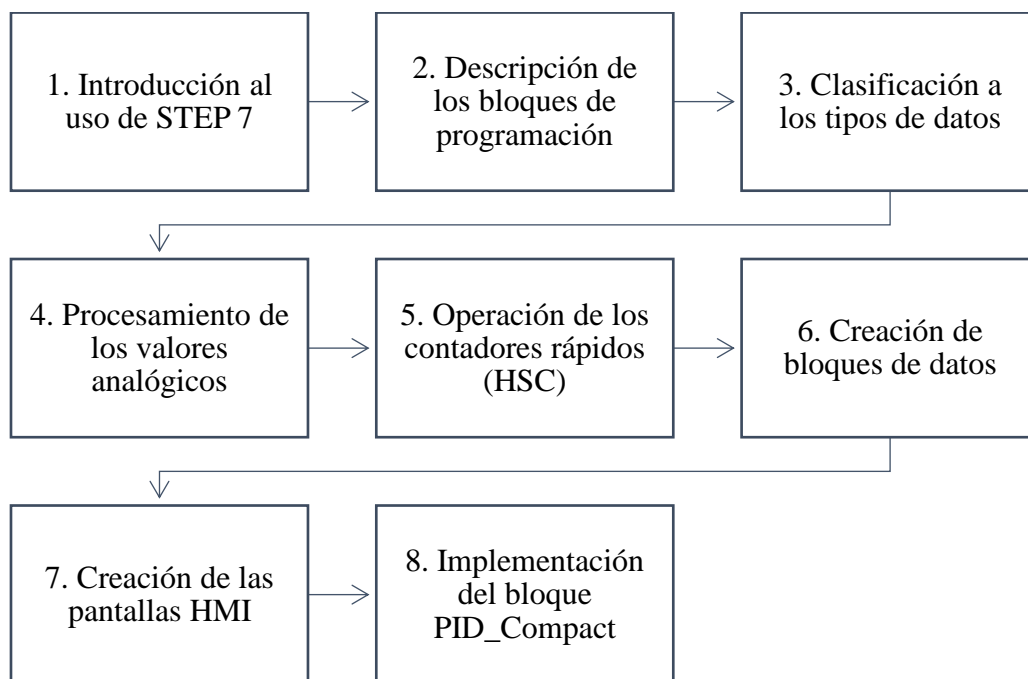 1. Introducción al
uso de STEP 7
2. Descripción de
los bloques de
programación
3. Clasificación a
los tipos de datos
4. Procesamiento de
los valores
analógicos
5. Operación de los
contadores rápidos
(HSC)
6. Creación de
bloques de datos
7. Creación de las
pantallas HMI
8. Implementación
del bloque
PID_Compact